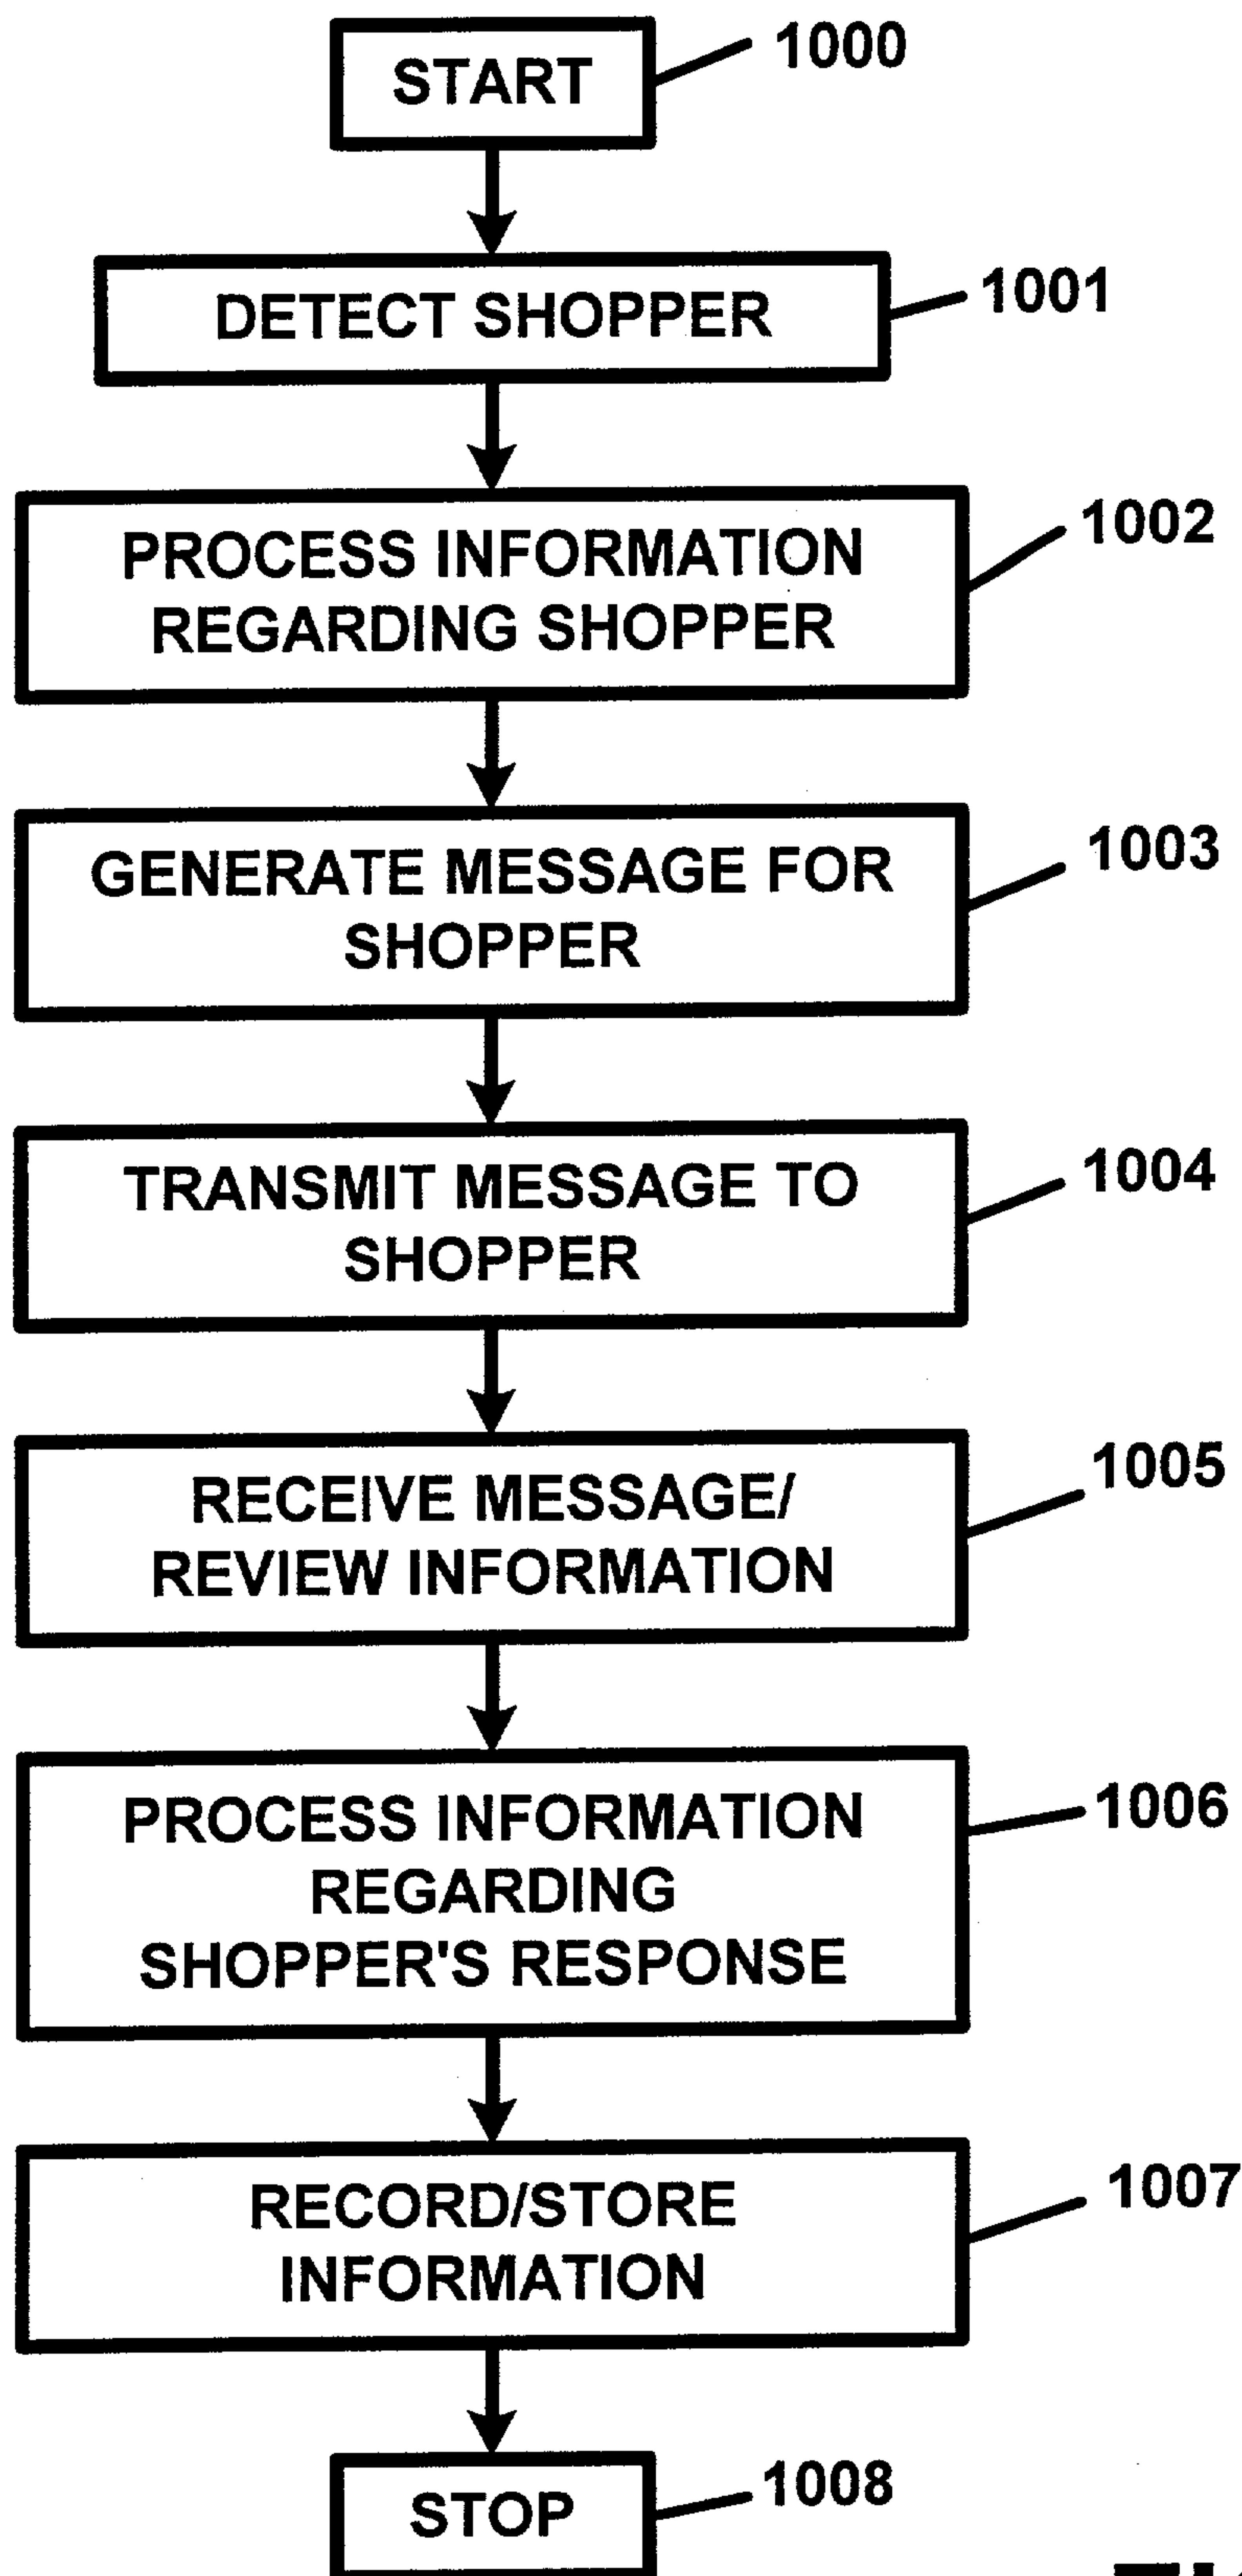 START
1000
DETECT SHOPPER
1001
PROCESS INFORMATION
REGARDING SHOPPER
1002
GENERATE MESSAGE FOR
SHOPPER
1003
TRANSMIT MESSAGE TO
SHOPPER
1004
RECEIVE MESSAGE/
REVIEW INFORMATION
1005
PROCESS INFORMATION
REGARDING
SHOPPER'S RESPONSE
1006
RECORD/STORE
INFORMATION
1007
STOP
1008